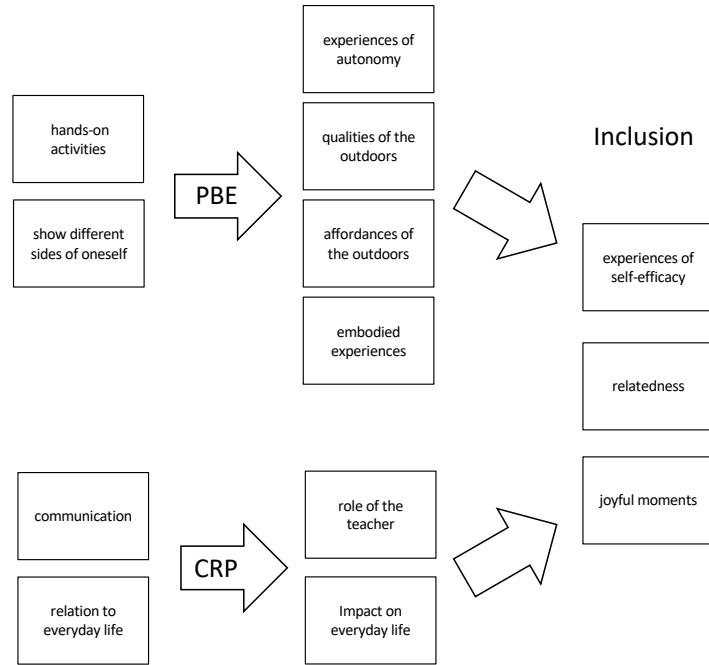 hands-on
activities
show different
sides of oneself
PBE
experiences of
autonomy
qualities of the
outdoors
affordances of
the outdoors
embodied
experiences
communication
relation to
everyday life
CRP
role of the
teacher
Impact on
everyday life
Inclusion
experiences of
self-efficacy
relatedness
joyful moments